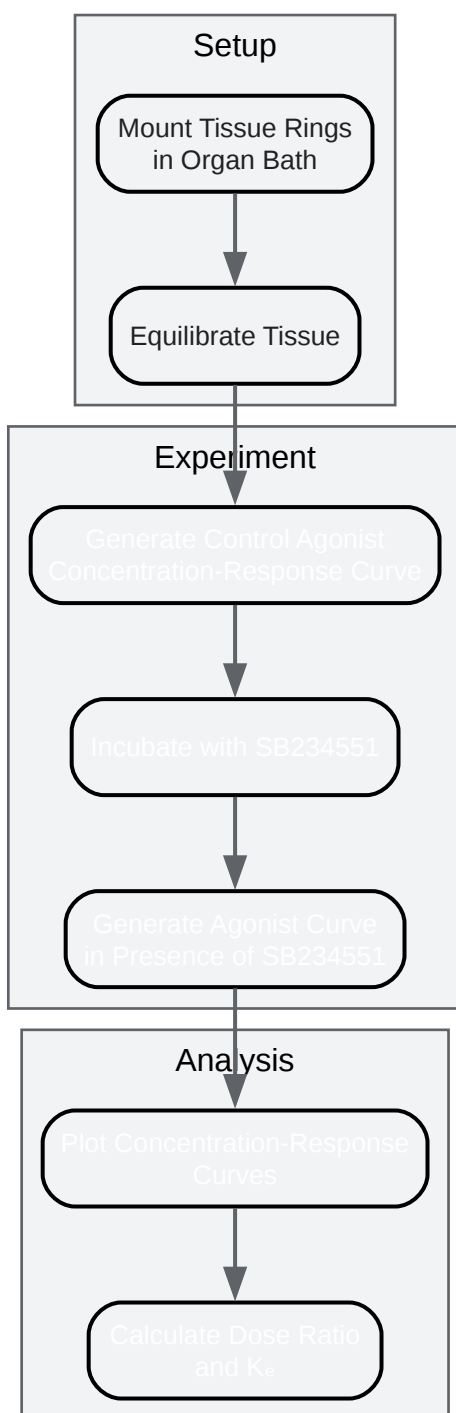 Setup
Mount Tissue Rings
in Organ Bath
Equilibrate Tissue
Experiment
Generate Control Agonist
Concentration-Response Curve
Incubate with SB234551
Generate Agonist Curve
in Presence of SB234551
Analysis
Plot Concentration-Response
Curves
Calculate Dose Ratio
and Kₑ